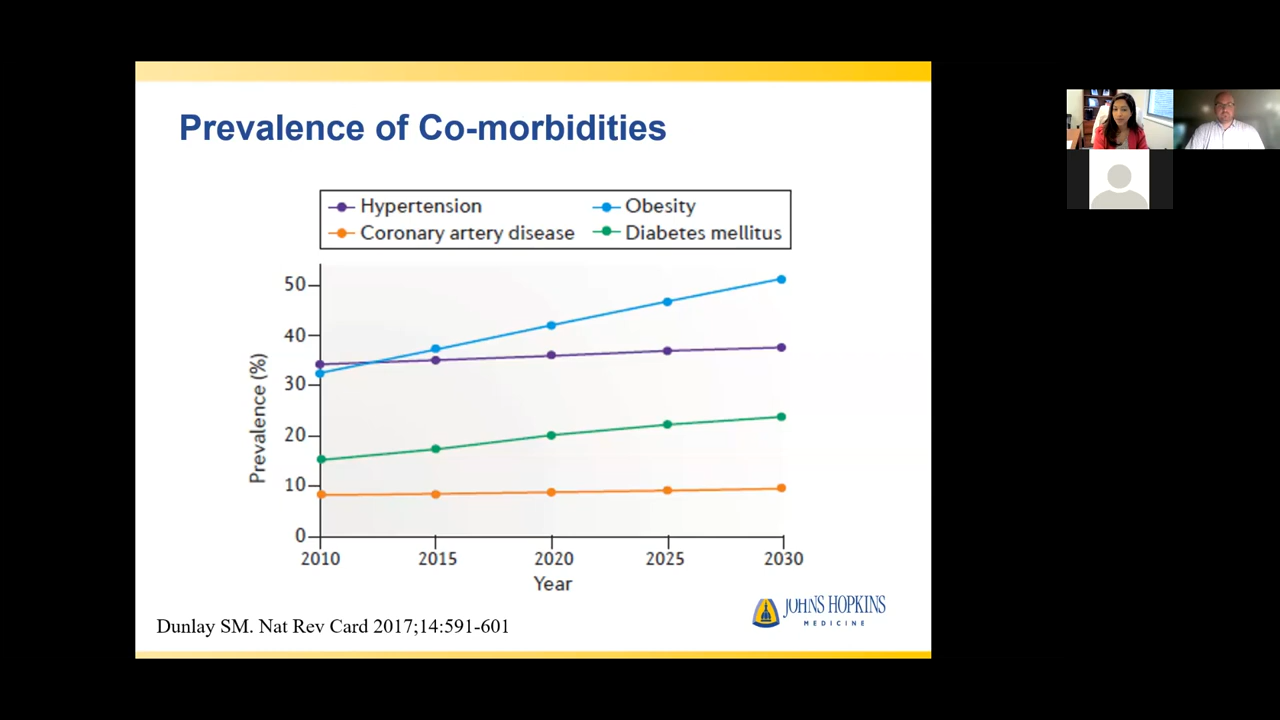 Prevalence of Co-morbidities
Hypertension Obesity
Coronary artery disease Diabetes mellitus
50
40
30
20
10
0
Prevalence (%)
2010 2015 2020 2025 2030
Year
JOHNS HOPKINS
MEDICINE
Dunlay SM. Nat Rev Card 2017;14:591-601